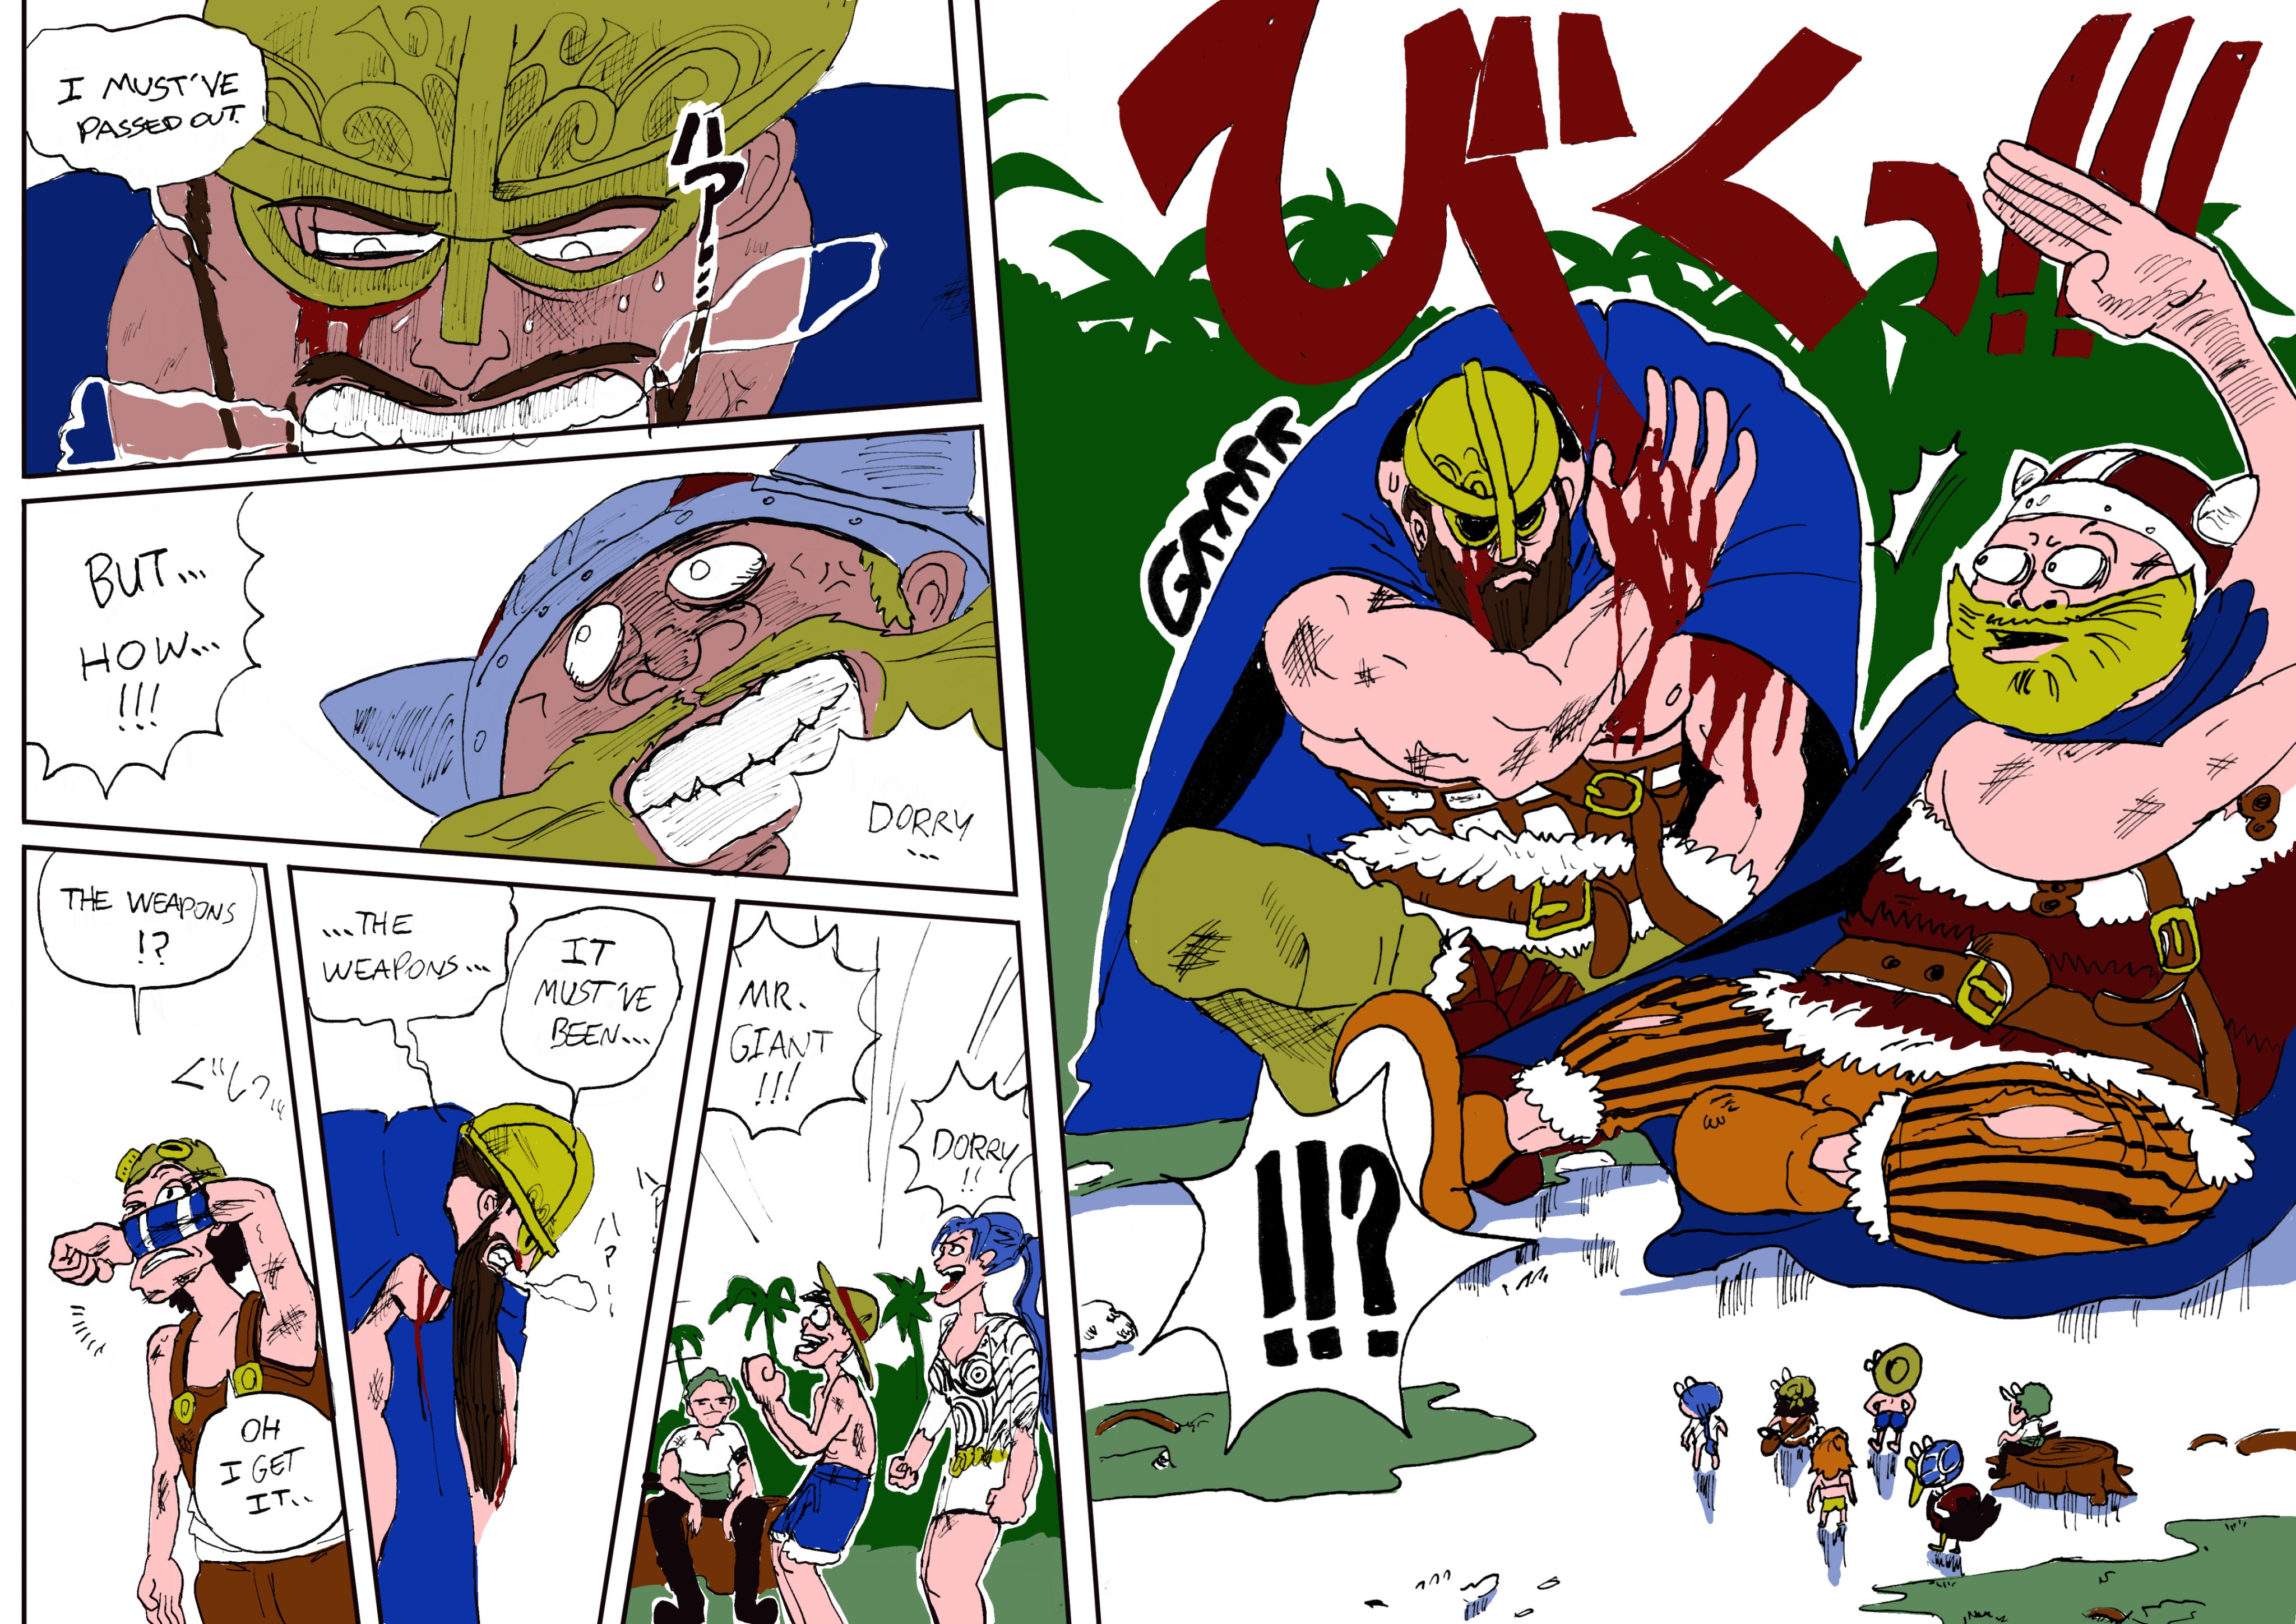 びくっ!!!
GRARR
!!?
I MUST'VE
PASSED OUT.
ハァ…
DORRY
...
BUT...
HOW...
!!!
DORRY
!!
MR.
GIANT
!!!
IT
MUST'VE
BEEN...
...THE
WEAPONS...
THE WEAPONS
!?
ぐしっ…
OH
I GET
IT..